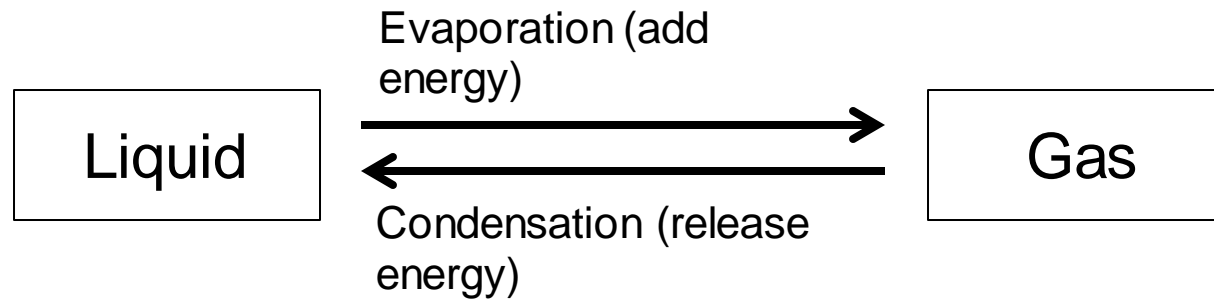 Evaporation (add
energy)
Liquid
Gas
Condensation (release
energy)